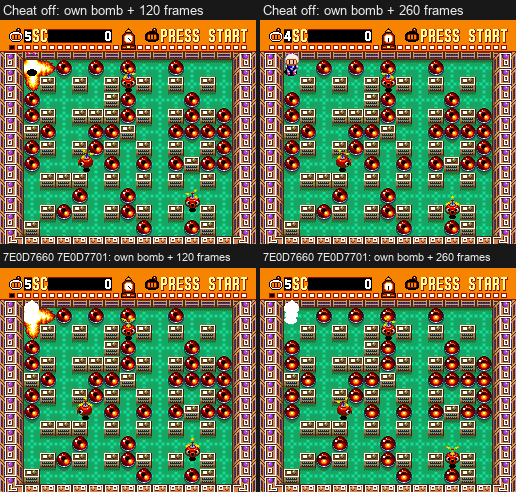 Cheat off: own bomb + 120 frames
Cheat off: own bomb + 260 frames
5SC 0 PRESS START
4SC 0 PRESS START
7E0D7660 7E0D7701: own bomb + 120 frames
7E0D7660 7E0D7701: own bomb + 260 frames
5SC 0 PRESS START
5SC 0 PRESS START